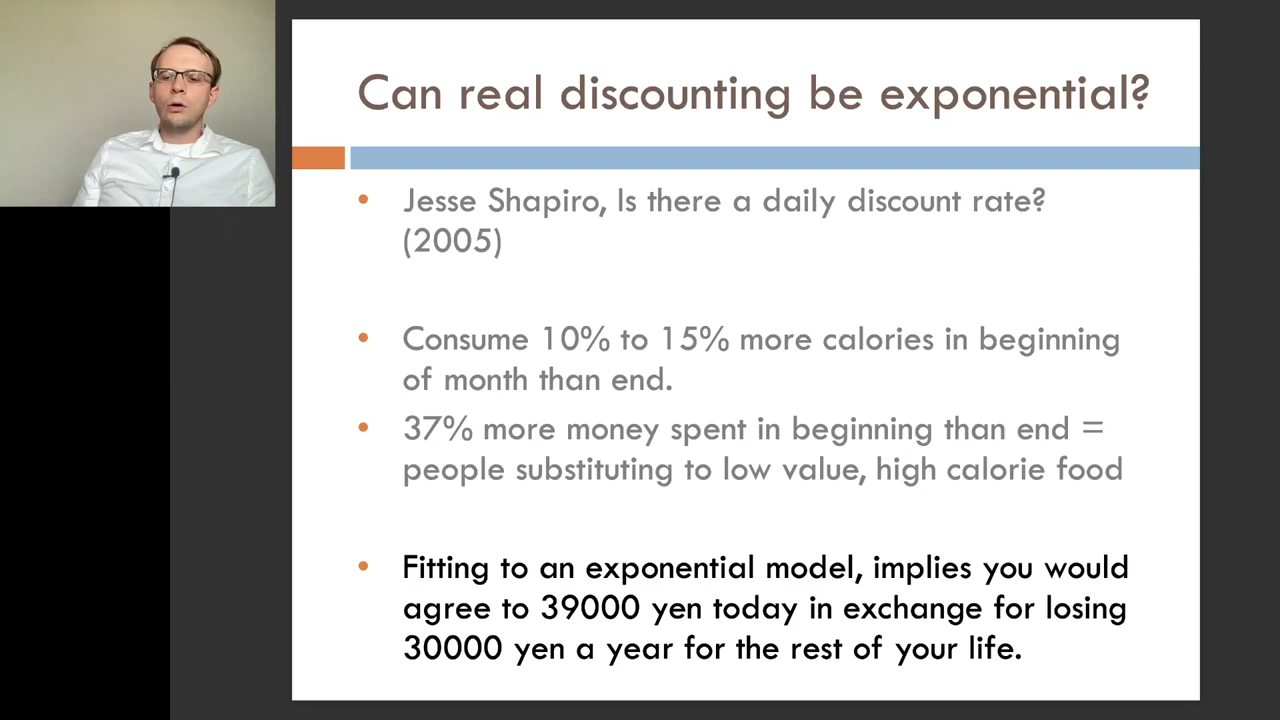 Can real discounting be exponential?
• Jesse Shapiro, Is there a daily discount rate?
(2005)
• Consume 10% to 15% more calories in beginning
of month than end.
• 37% more money spent in beginning than end =
people substituting to low value, high calorie food
• Fitting to an exponential model, implies you would
agree to 39000 yen today in exchange for losing
30000 yen a year for the rest of your life.